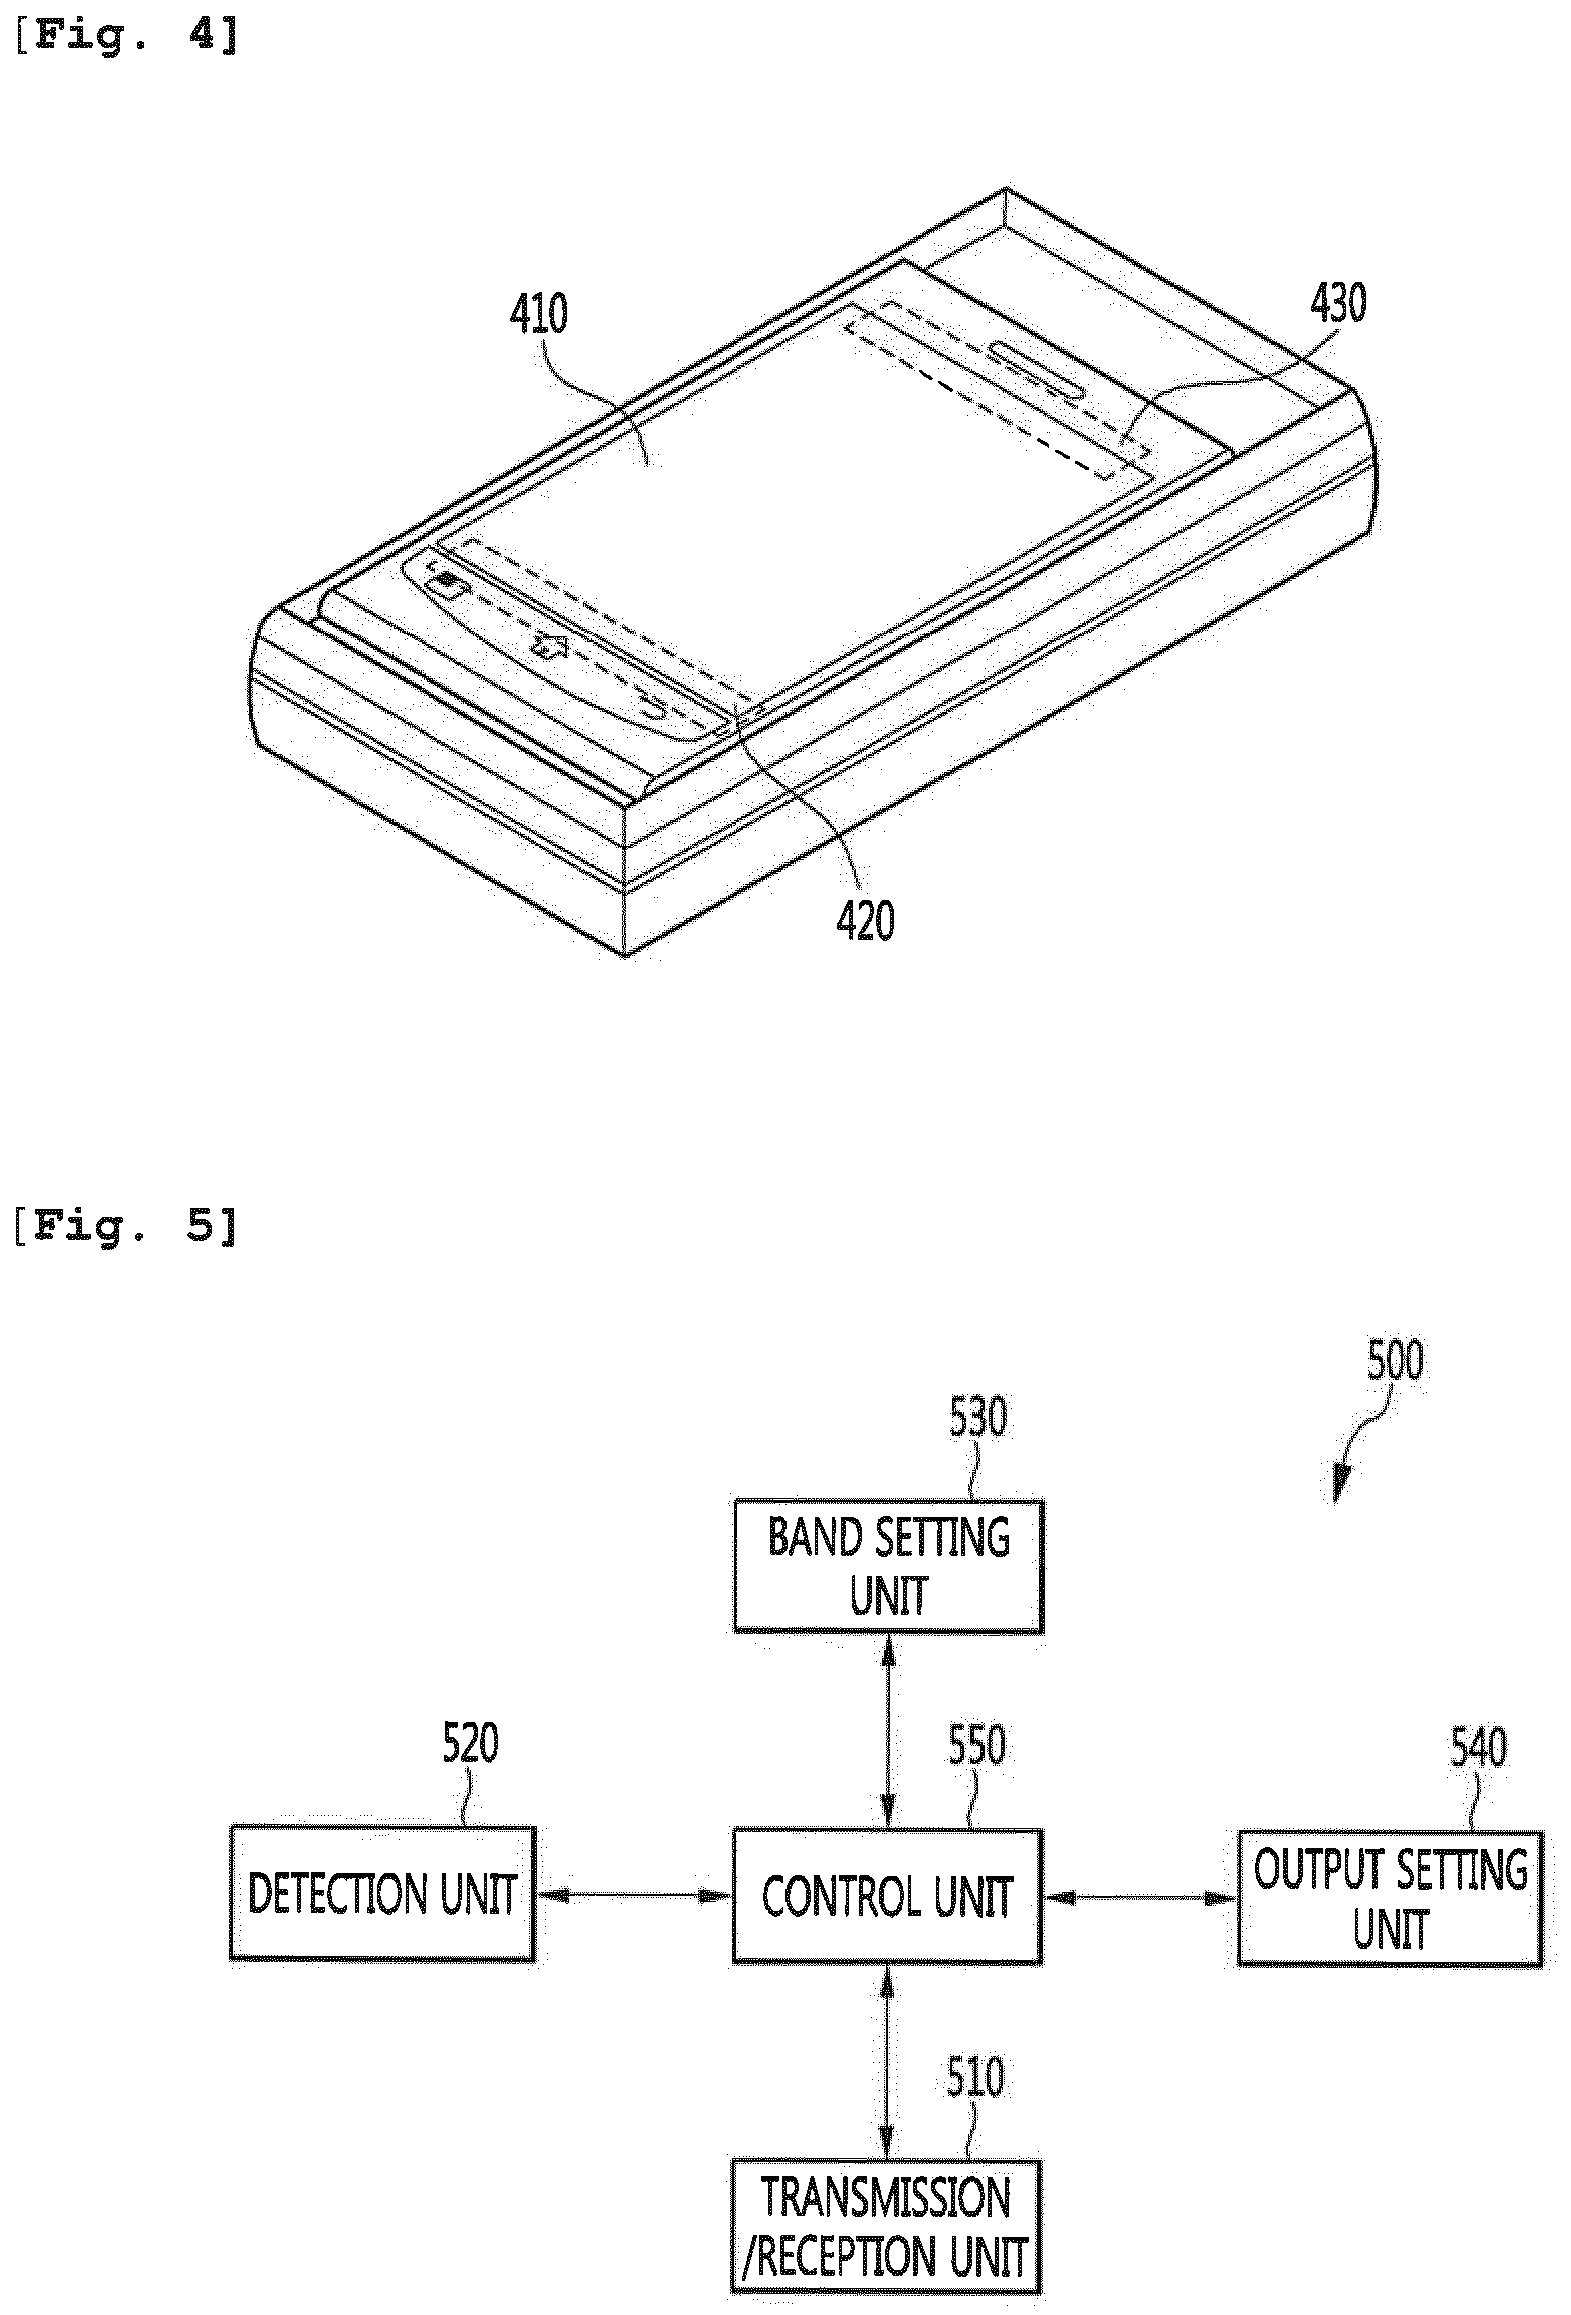 [Fig. 4]
410
430
420
[Fig. 5]
500
530
BAND SETTING
UNIT
520
550
540
DETECTION UNIT
CONTROL UNIT
OUTPUT SETTING
UNIT
510
TRANSMISSION
/RECEPTION UNIT